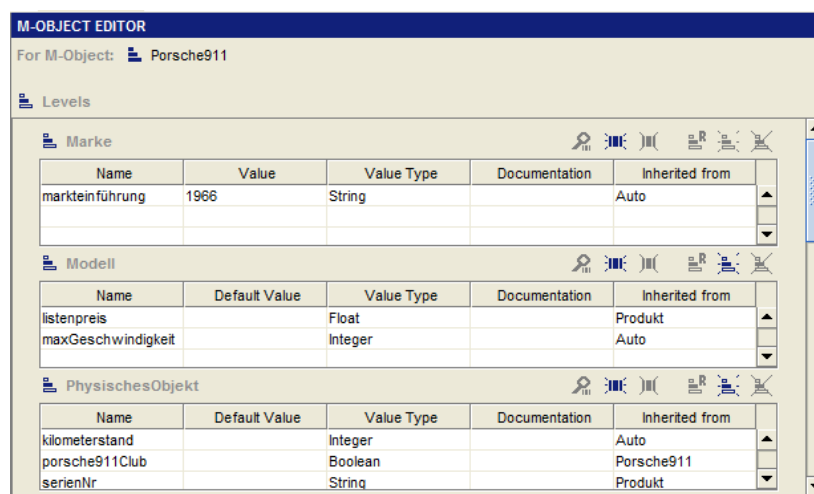 M-OBJECT EDITOR
For M-Object: Porsche911
Levels
Marke
Name Value Value Type Documentation Inherited from
markteinführung 1966 String Auto
Modell
Name Default Value Value Type Documentation Inherited from
listenpreis Float Produkt
maxGeschwindigkeit Integer Auto
PhysischesObjekt
Name Default Value Value Type Documentation Inherited from
kilometerstand Integer Auto
porsche911Club Boolean Porsche911
serienNr String Produkt